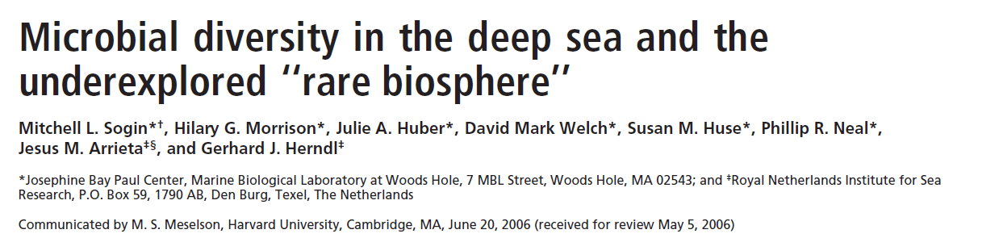 Microbial diversity in the deep sea and the
underexplored ‘‘rare biosphere’’
Mitchell L. Sogin*†, Hilary G. Morrison*, Julie A. Huber*, David Mark Welch*, Susan M. Huse*, Phillip R. Neal*,
Jesus M. Arrieta‡§, and Gerhard J. Herndl‡
*Josephine Bay Paul Center, Marine Biological Laboratory at Woods Hole, 7 MBL Street, Woods Hole, MA 02543; and ‡Royal Netherlands Institute for Sea
Research, P.O. Box 59, 1790 AB, Den Burg, Texel, The Netherlands
Communicated by M. S. Meselson, Harvard University, Cambridge, MA, June 20, 2006 (received for review May 5, 2006)